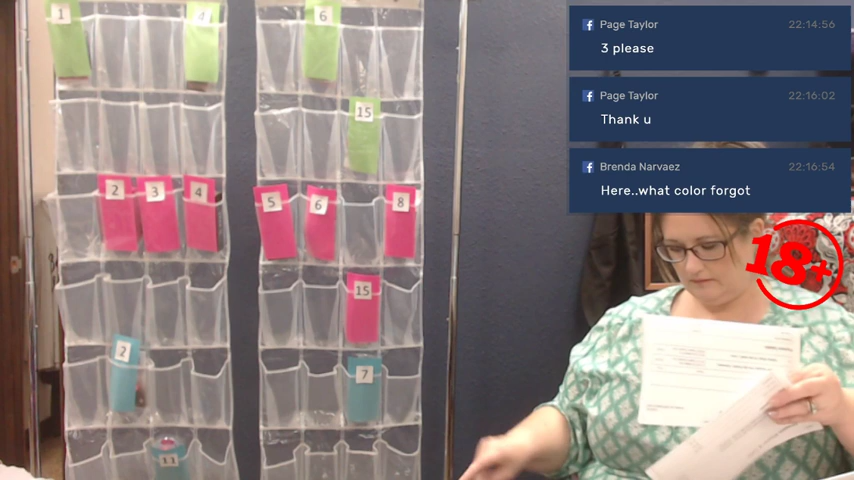 1
4
6
15
2
3
4
5
6
8
15
2
7
11
Page Taylor 22:14:56
3 please
Page Taylor 22:16:02
Thank u
Brenda Narvaez 22:16:54
Here..what color forgot
18+